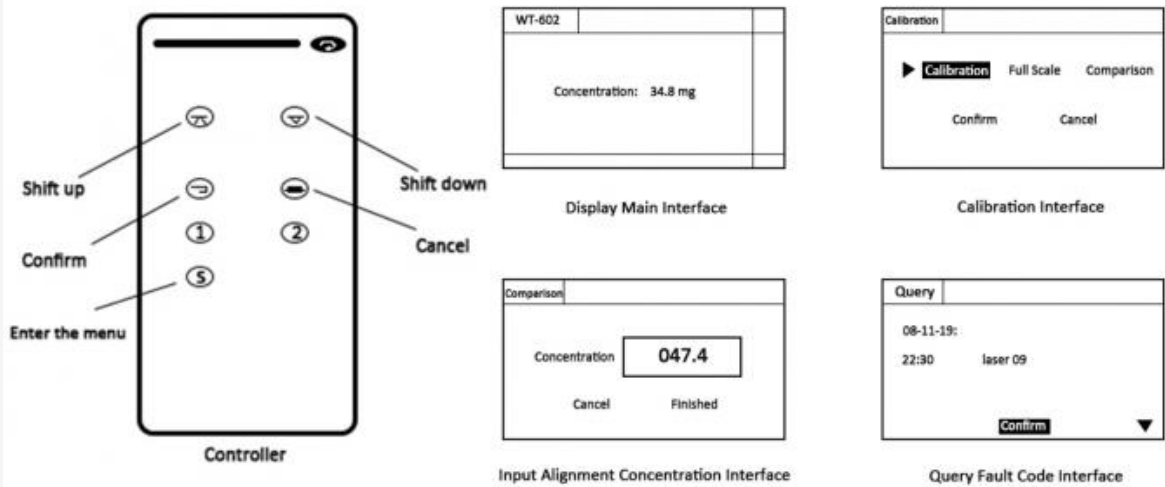 Shift up
Shift down
Confirm
Cancel
1
2
S
Enter the menu
Controller
WT-602
Concentration: 34.8 mg
Display Main Interface
Calibration
Calibration Full Scale Comparison
Confirm Cancel
Calibration Interface
Comparison
Concentration 047.4
Cancel Finished
Input Alignment Concentration Interface
Query
08-11-19:
22:30 laser 09
Confirm
Query Fault Code Interface